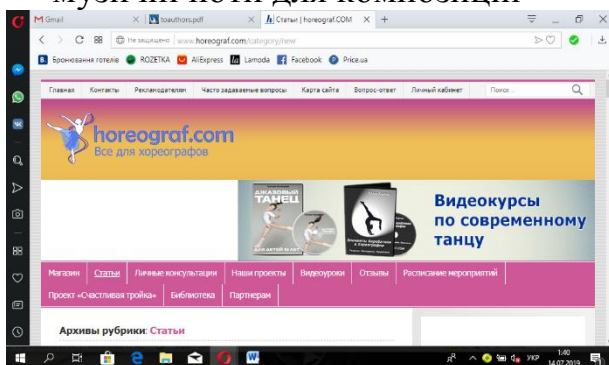 M Gmail toauthors.pdf Статьи | horeograf.COM
Не защищено www.horeograf.com/category/new
Бронювання готелів ROZETKA AliExpress Lamoda Facebook Price.ua
Главная Контакты Рекламодателям Часто задаваемые вопросы Карта сайта Вопрос-ответ Личный кабинет Поиск...
horeograf.com
Все для хореографов
ДЖАЗОВЫЙ
ТАНЕЦ
Видеокурсы
по современному
танцу
Магазин Статьи Личные консультации Наши проекты Видеоуроки Отзывы Расписание мероприятий
Проект «Счастливая тройка» Библиотека Партнерам
Архивы рубрики: Статьи
УКР 1:40
14.07.2019